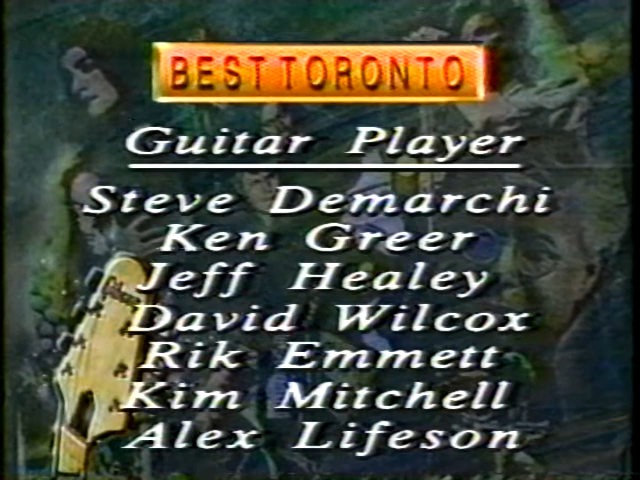 BEST TORONTO
Guitar Player
Steve Demarchi
Ken Greer
Jeff Healey
David Wilcox
Rik Emmett
Kim Mitchell
Alex Lifeson